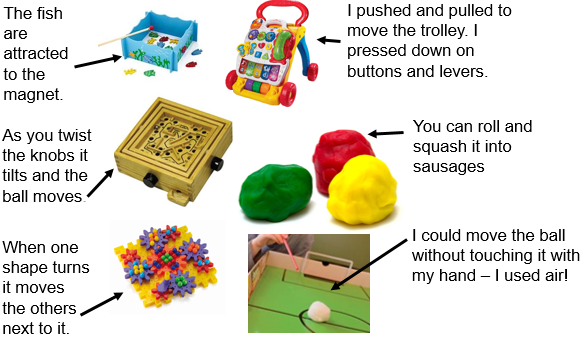 The fish
are
attracted
to the
magnet.
I pushed and pulled to
move the trolley. I
pressed down on
buttons and levers.
As you twist
the knobs it
tilts and the
ball moves.
You can roll and
squash it into
sausages
When one
shape turns
it moves
the others
next to it.
I could move the ball
without touching it with
my hand – I used air!